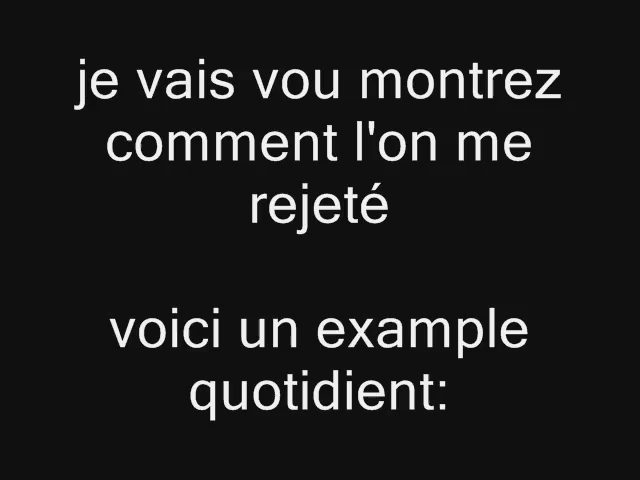 je vais vou montrez
comment l'on me
rejeté
voici un example
quotidient: